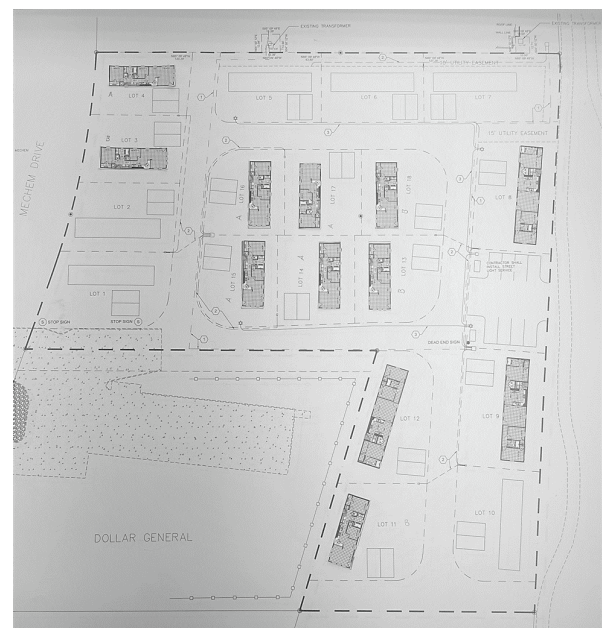 EXISTING TRANSFORMER
EXISTING TRANSFORMER
15' UTILITY EASEMENT
LOT 4
A
LOT 5
LOT 6
LOT 7
15' UTILITY EASEMENT
B
LOT 3
MECHEM DRIVE
LOT 2
LOT 16
A
LOT 17
A
LOT 18
B
LOT 8
LOT 1
LOT 15
A
LOT 14
A
LOT 13
B
CONTRACTOR SHALL
INSTALL STREET
LIGHT SERVICE
STOP SIGN
STOP SIGN
DEAD END SIGN
LOT 12
LOT 9
LOT 11
B
LOT 10
DOLLAR GENERAL